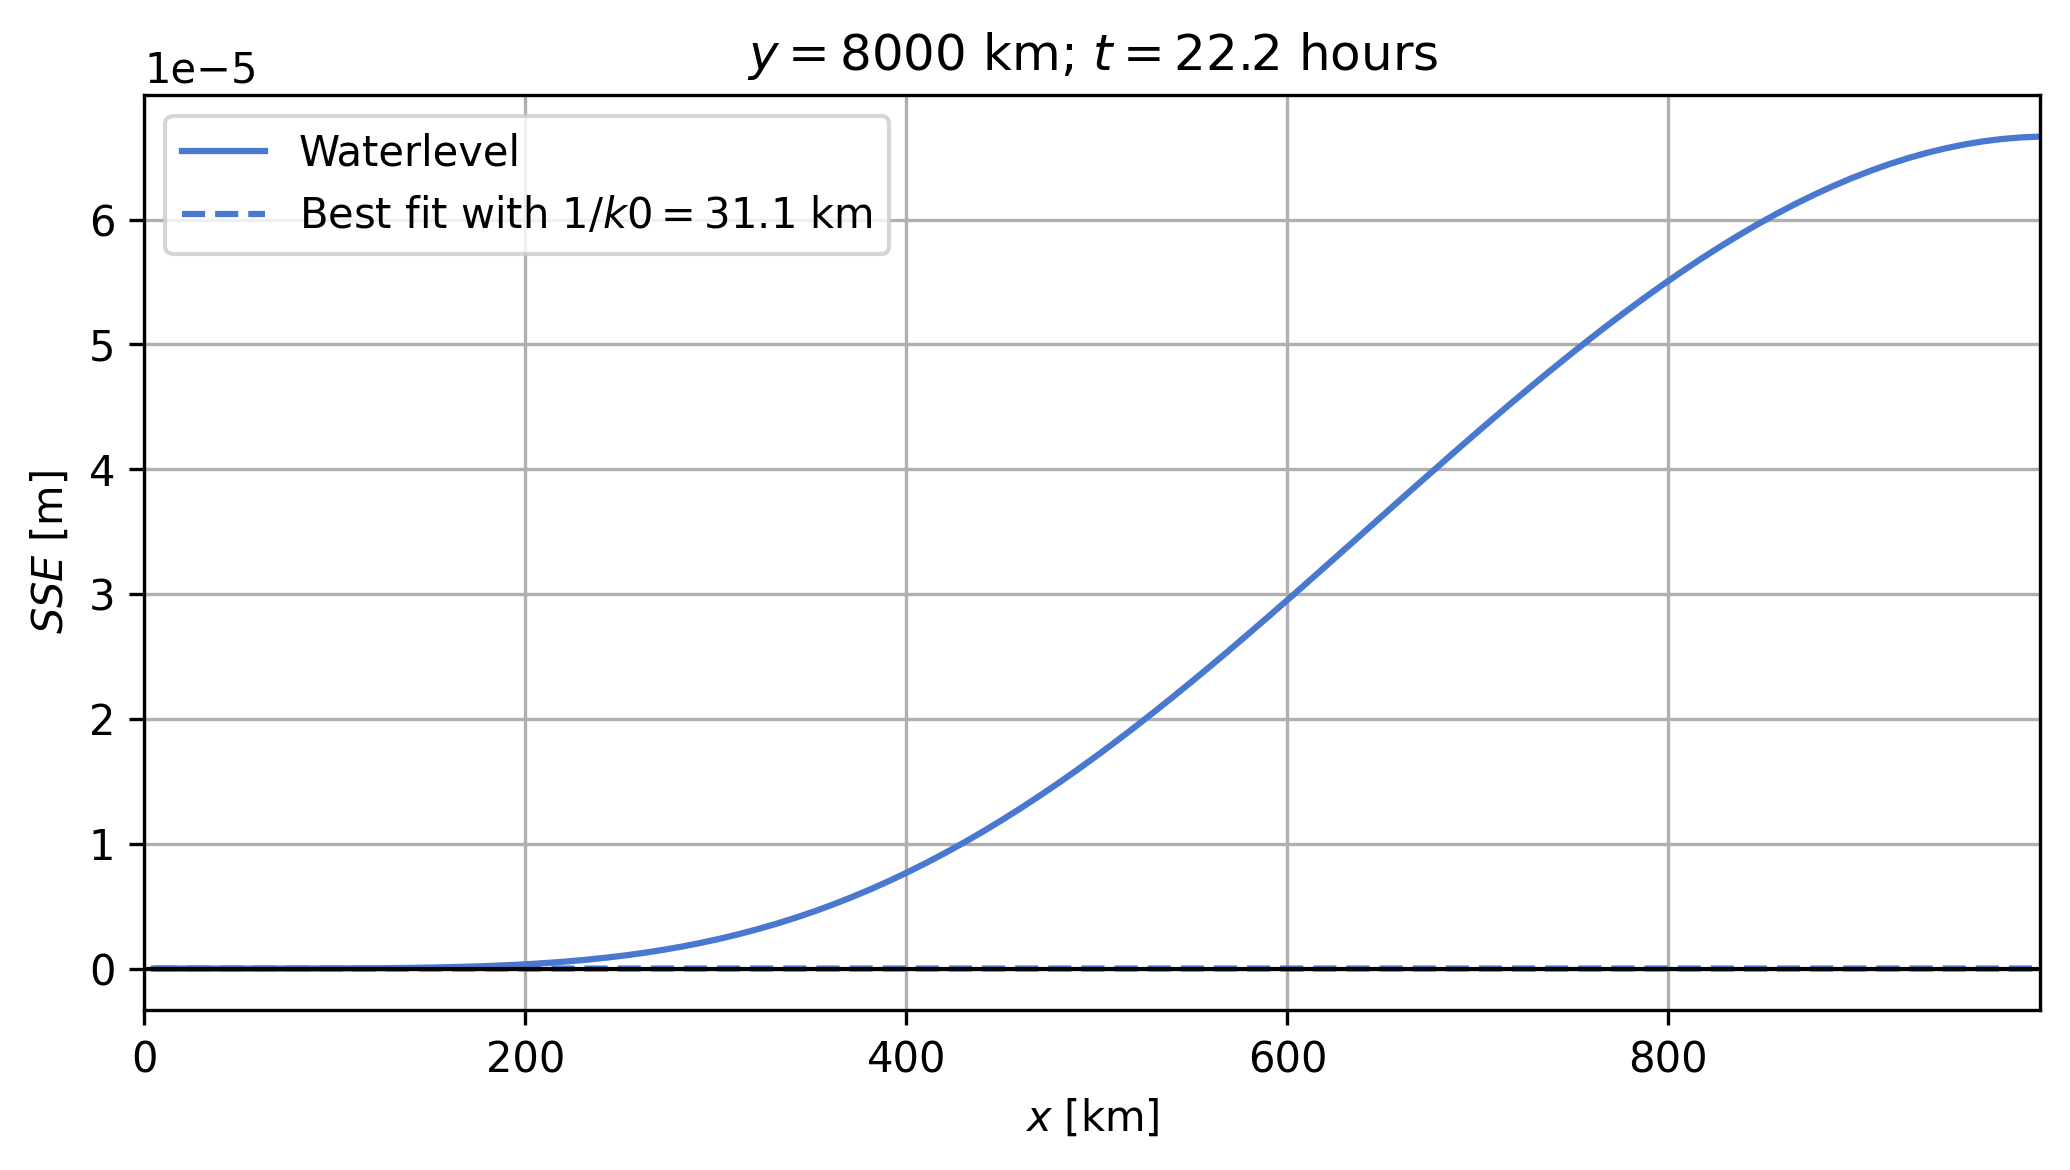 y = 8000 km; t = 22.2 hours
1e−5
Waterlevel
Best fit with 1/k0 = 31.1 km
6
5
4
3
2
1
0
SSE [m]
0 200 400 600 800
x [km]